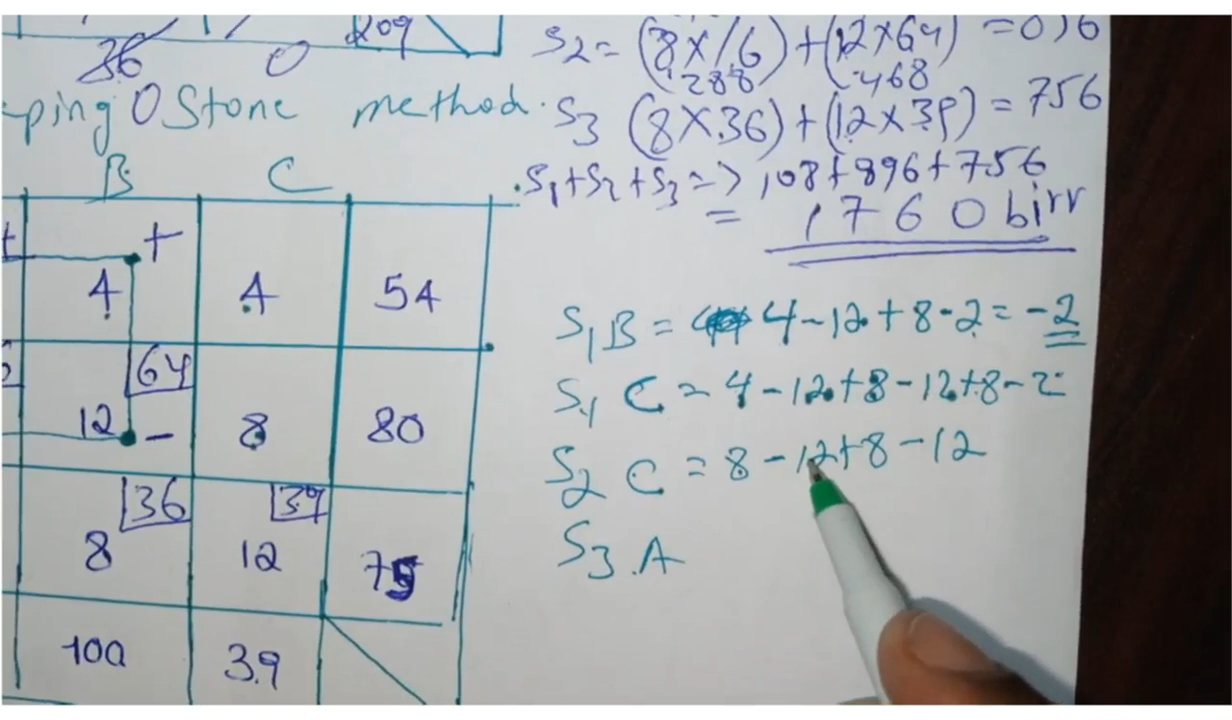 209
36 0
ping 0 Stone method.
S2 = (8 × 16) + (12 × 64) = 896
288 468
S3 (8 × 36) + (12 × 39) = 756
S1 + S2 + S3 => 108 + 896 + 756
= 1760 birr
B C
+
4 4 54
64
12 - 8 80
36 39
8 12 75
100 39
S1 B = 4 - 12 + 8 - 2 = -2
S1 C = 4 - 12 + 8 - 12 + 8 - 2
S2 C = 8 - 12 + 8 - 12
S3 . A